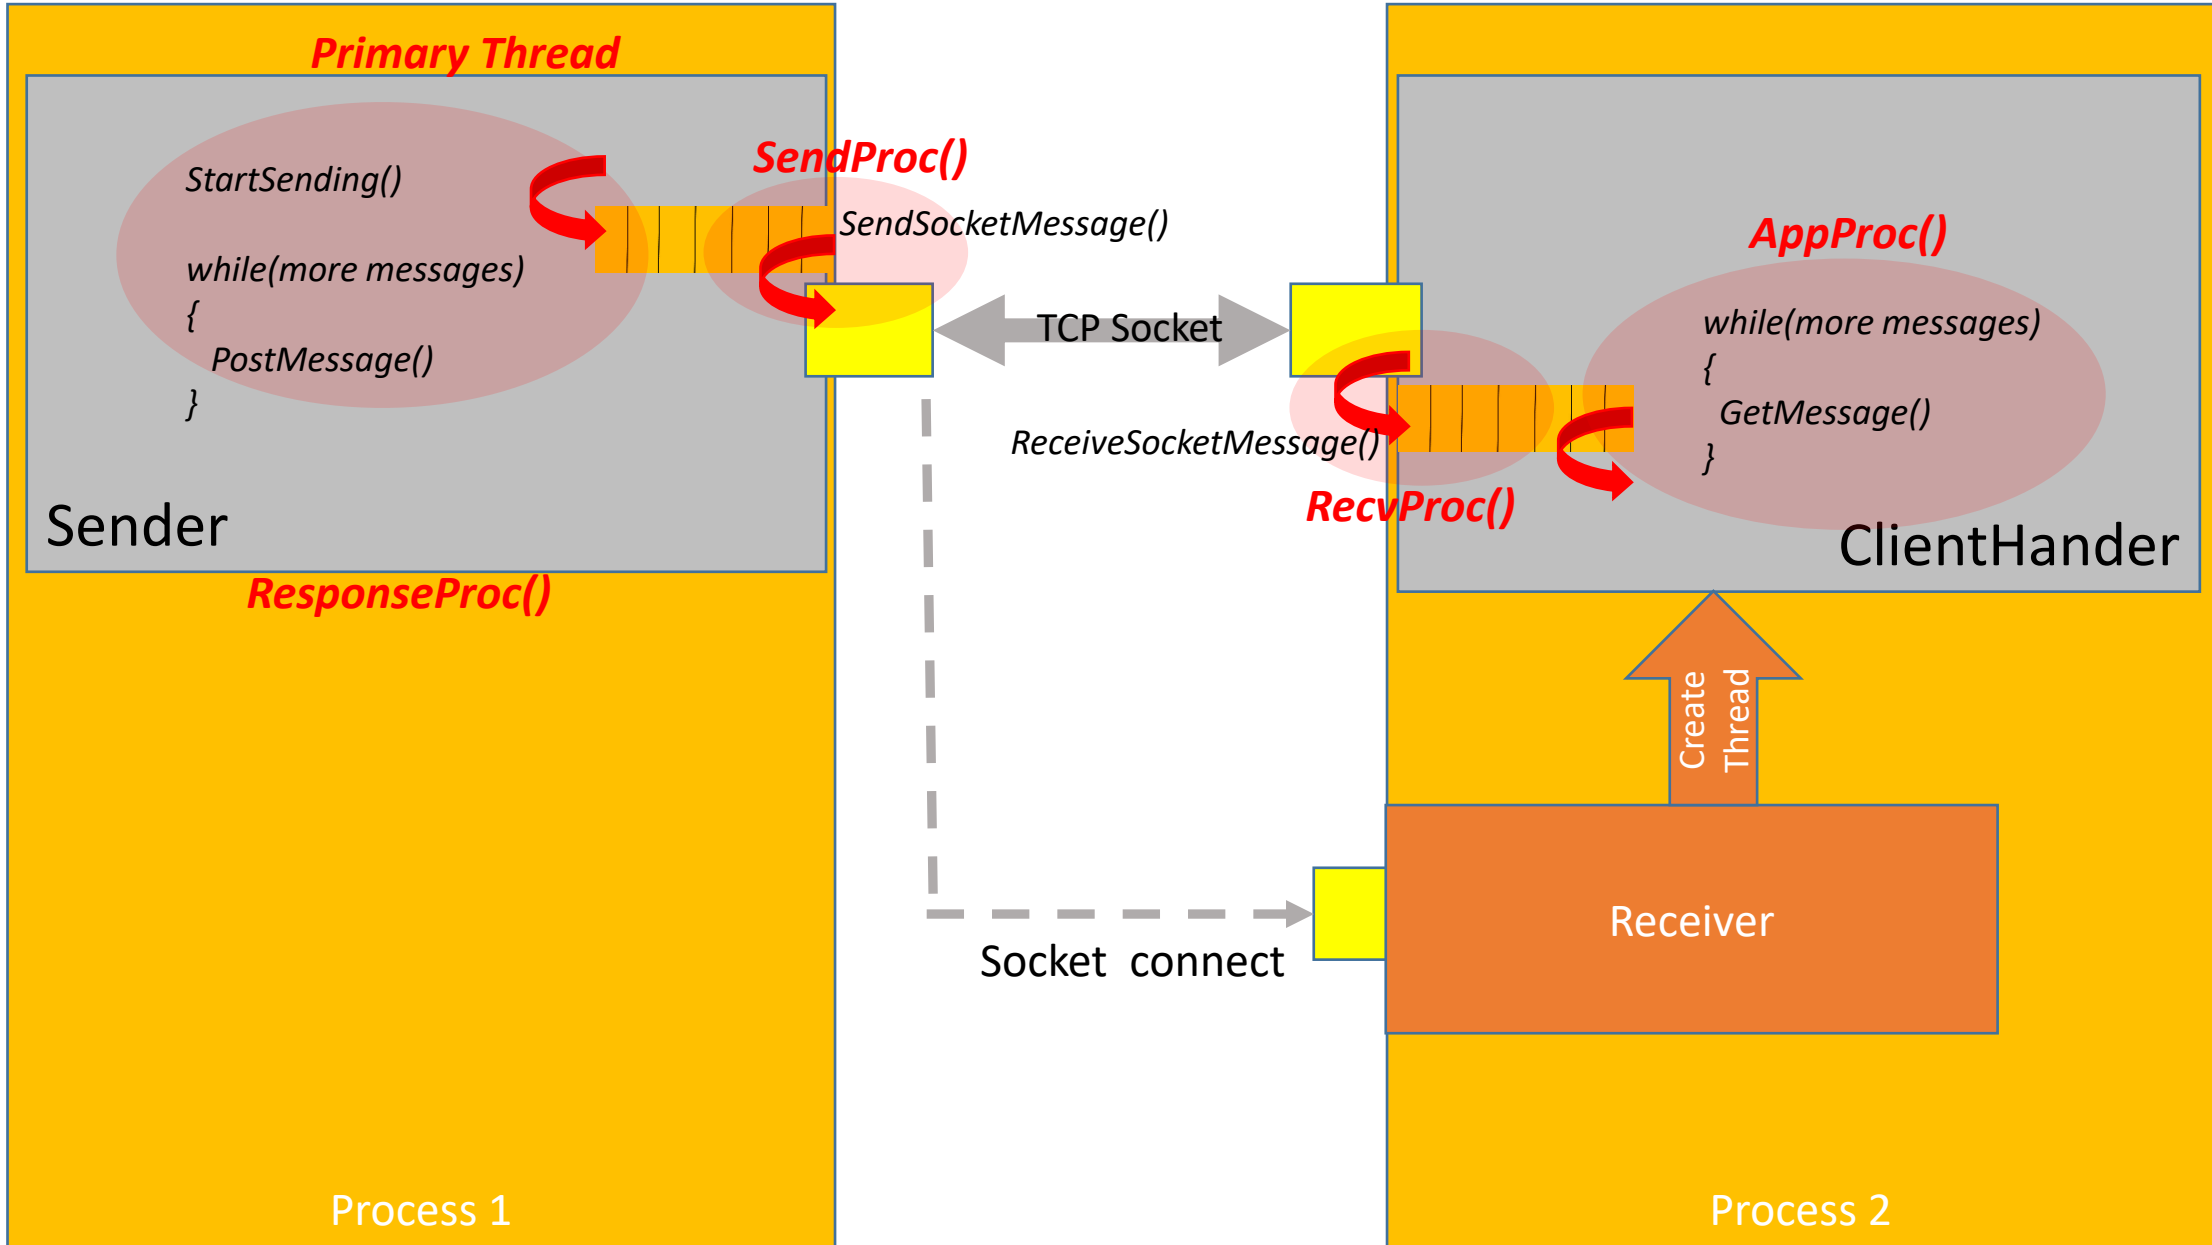 Primary Thread
StartSending()
while(more messages)
{
PostMessage()
}
Sender
ResponseProc()
SendProc()
SendSocketMessage()
TCP Socket
ReceiveSocketMessage()
RecvProc()
AppProc()
while(more messages)
{
GetMessage()
}
ClientHander
Create
Thread
Receiver
Socket connect
Process 1
Process 2